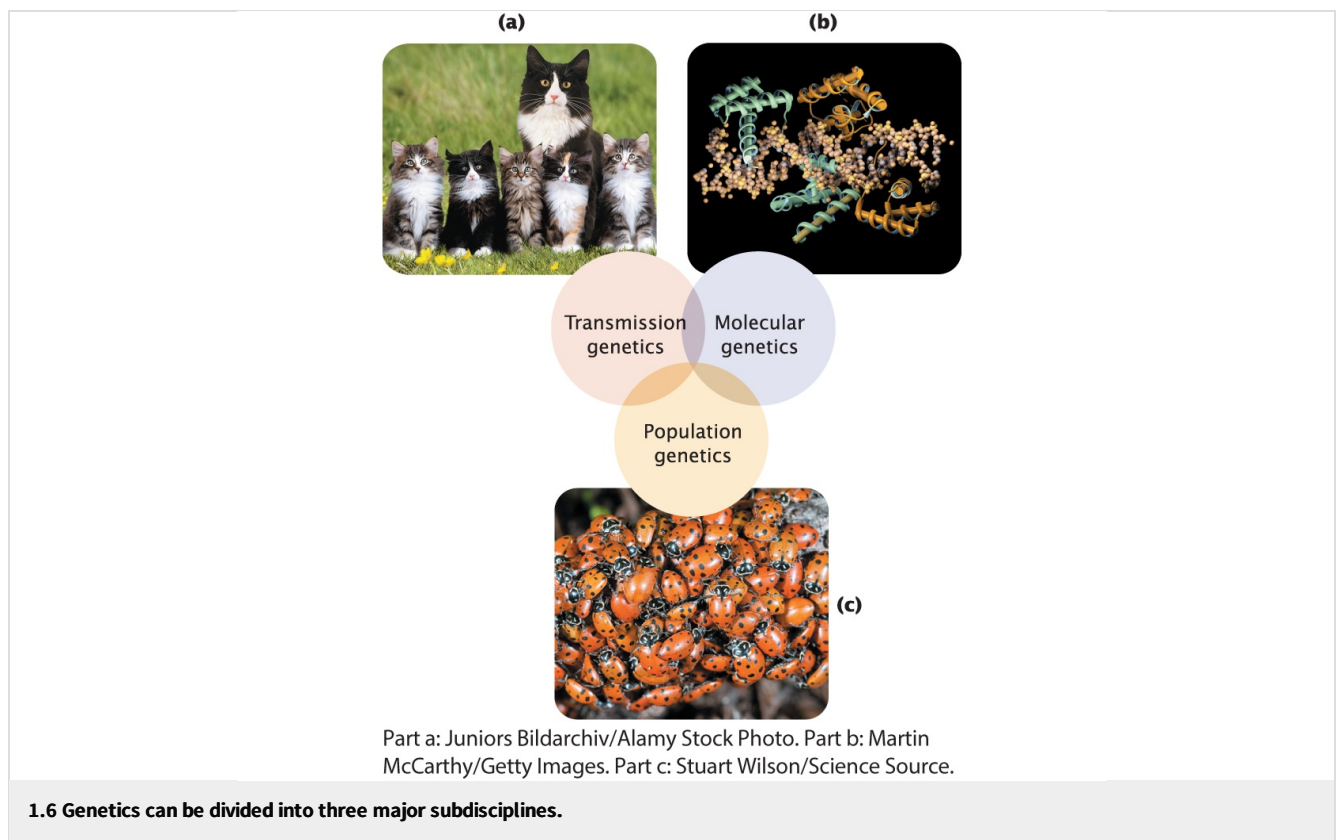 (a)
(b)
Transmission
genetics
Molecular
genetics
Population
genetics
(c)
Part a: Juniors Bildarchiv/Alamy Stock Photo. Part b: Martin
McCarthy/Getty Images. Part c: Stuart Wilson/Science Source.
1.6 Genetics can be divided into three major subdisciplines.